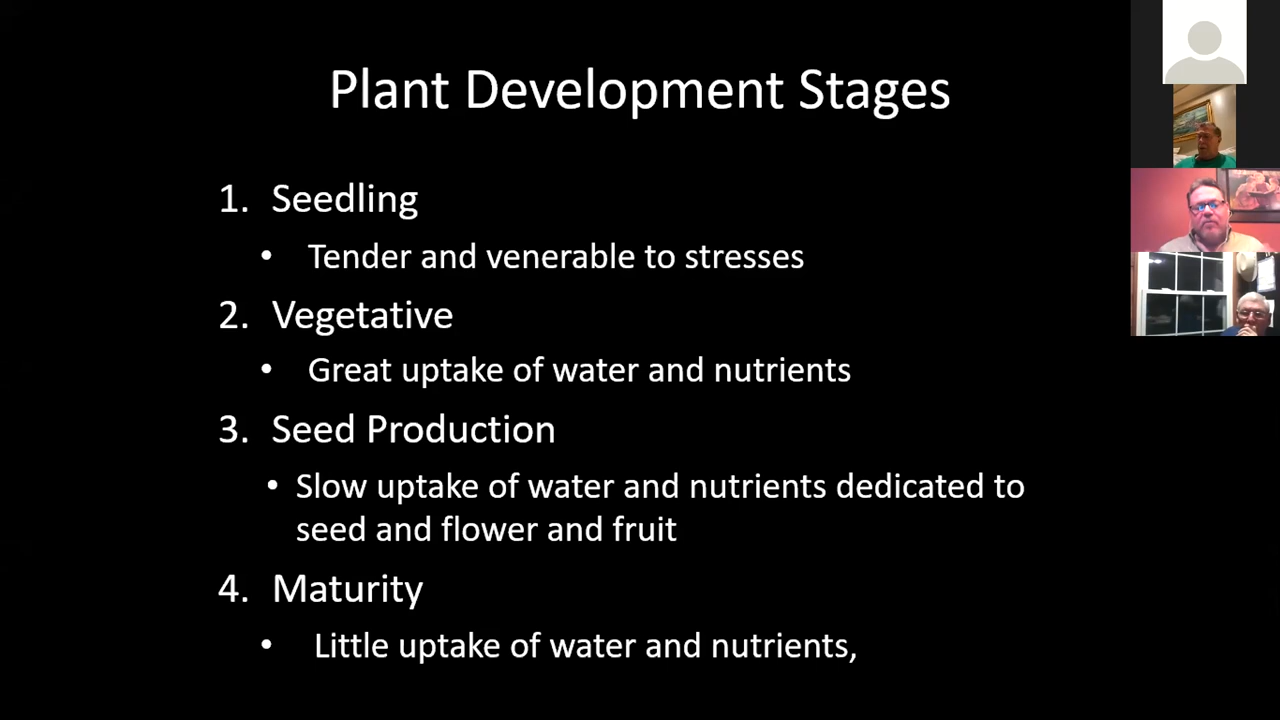 Plant Development Stages
1. Seedling
• Tender and venerable to stresses
2. Vegetative
• Great uptake of water and nutrients
3. Seed Production
• Slow uptake of water and nutrients dedicated to
seed and flower and fruit
4. Maturity
• Little uptake of water and nutrients,